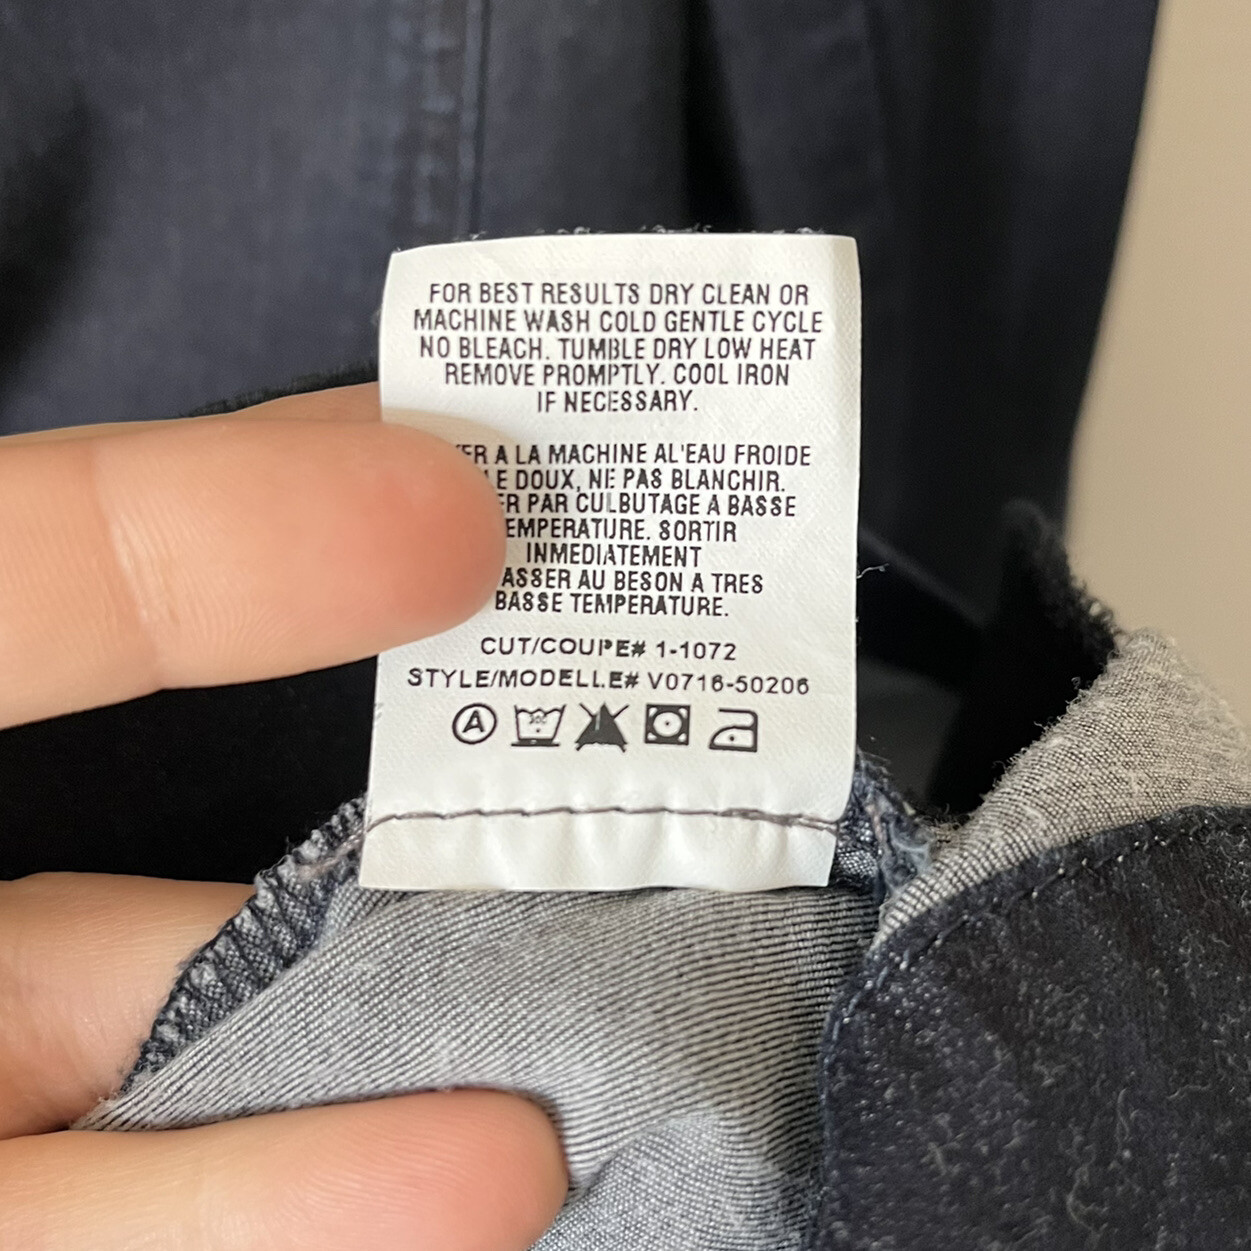 FOR BEST RESULTS DRY CLEAN OR
MACHINE WASH COLD GENTLE CYCLE
NO BLEACH. TUMBLE DRY LOW HEAT
REMOVE PROMPTLY. COOL IRON
IF NECESSARY.
A LA MACHINE AL'EAU FROIDE
DOUX, NE PAS BLANCHIR.
PAR CULBUTAGE A BASSE
EMPERATURE. SORTIR
INMEDIATEMENT
ASSER AU BESON A TRES
BASSE TEMPERATURE.
CUT/COUPE# 1-1072
STYLE/MODELLE# V0716-50206
A